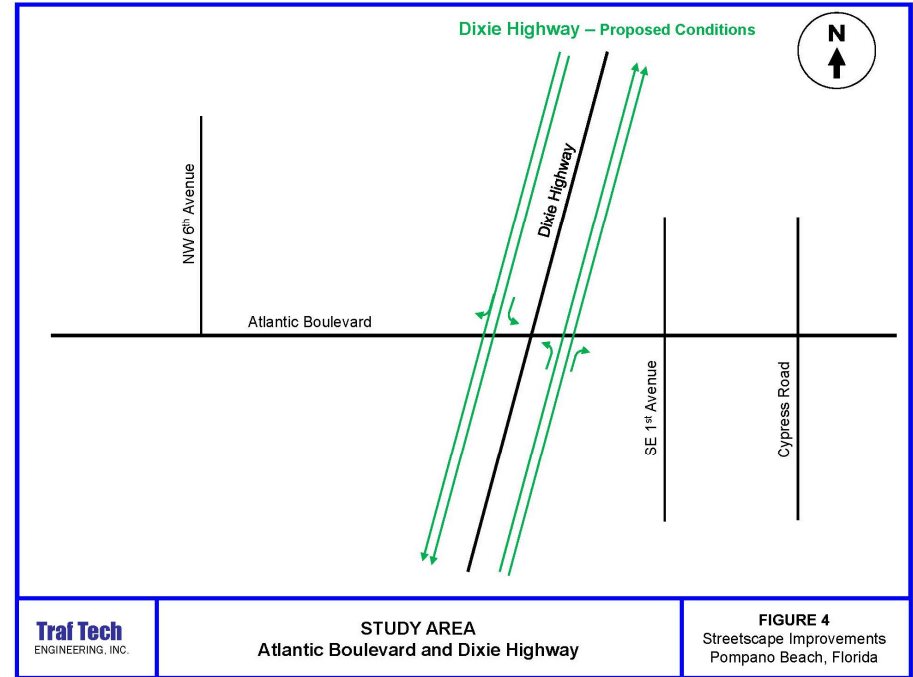 Dixie Highway – Proposed Conditions
N
NW 6th Avenue
Dixie Highway
Atlantic Boulevard
SE 1st Avenue
Cypress Road
Traf Tech
ENGINEERING, INC.
STUDY AREA
Atlantic Boulevard and Dixie Highway
FIGURE 4
Streetscape Improvements
Pompano Beach, Florida